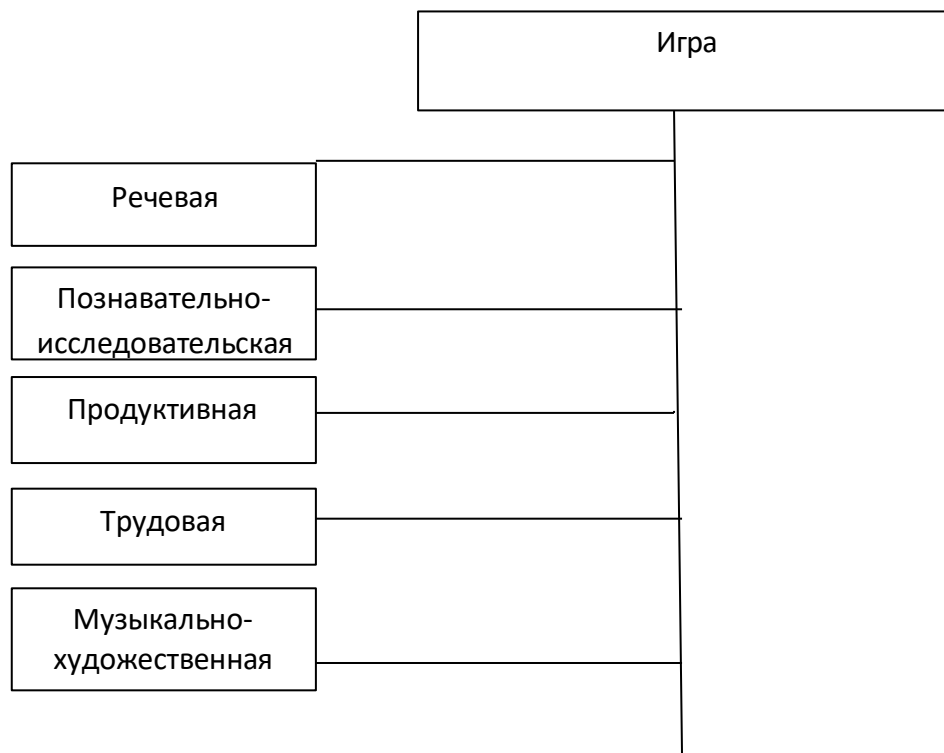 Игра
Речевая
Познавательно-
исследовательская
Продуктивная
Трудовая
Музыкально-
художественная